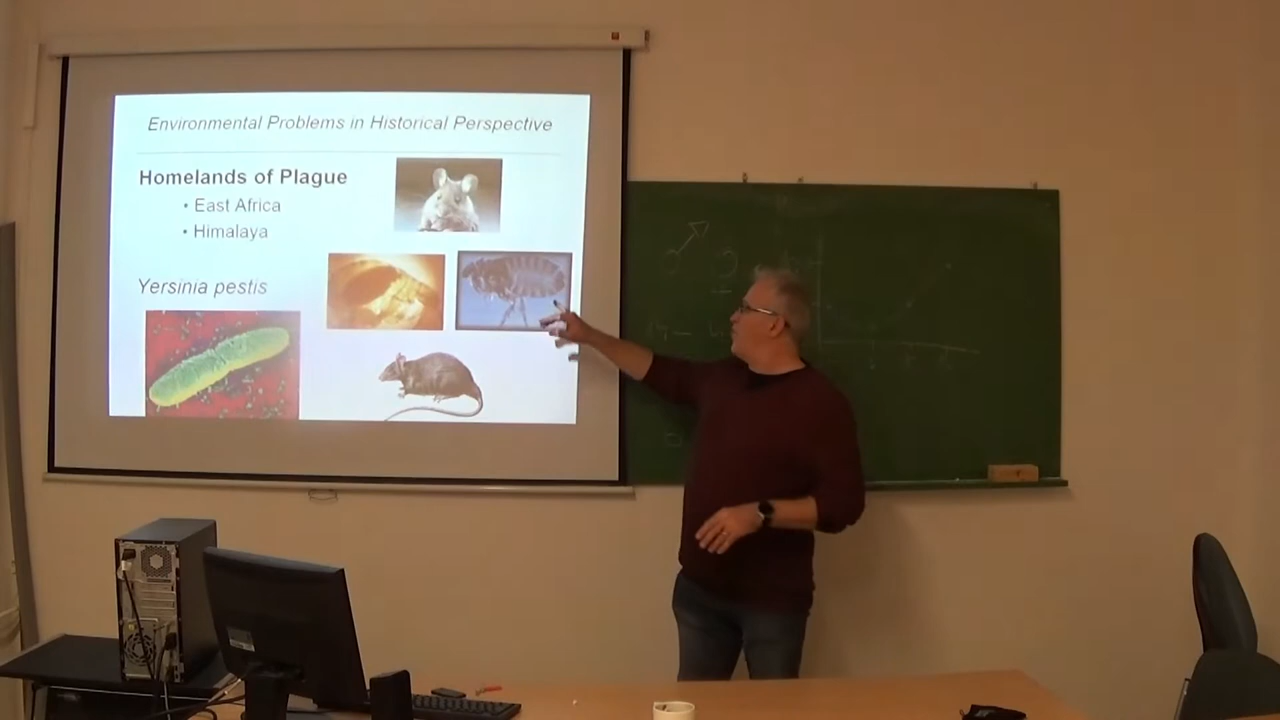 Environmental Problems in Historical Perspective
Homelands of Plague
• East Africa
• Himalaya
Yersinia pestis